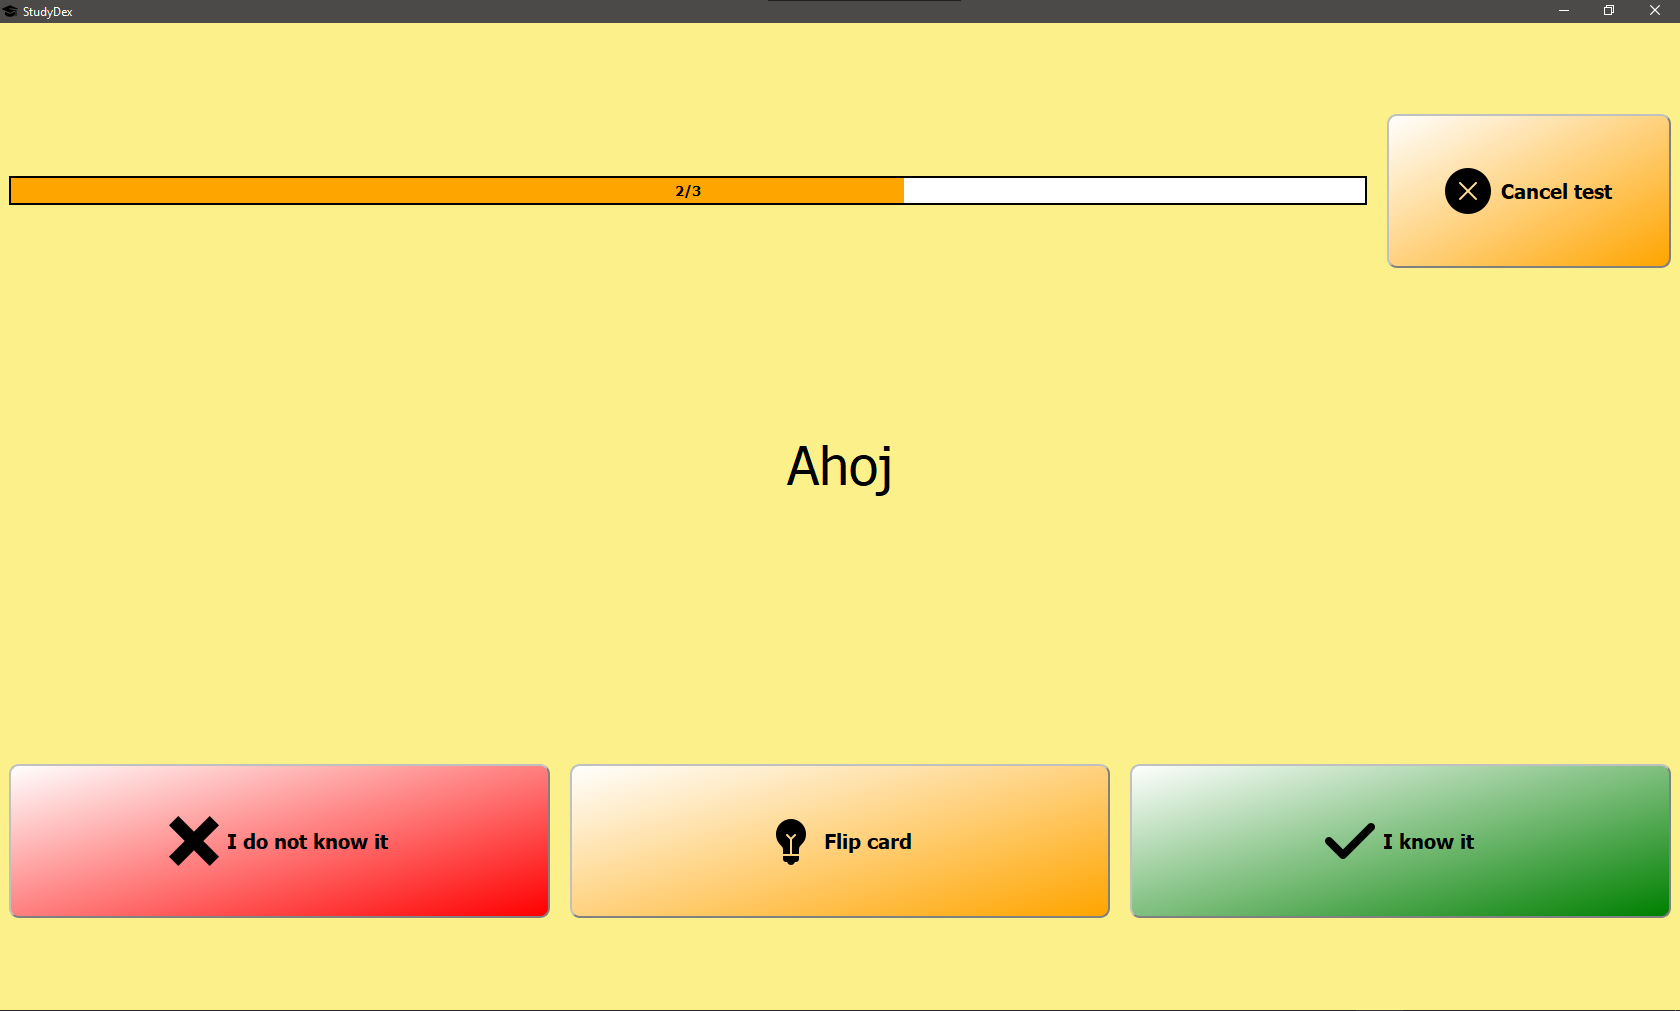 StudyDex
2/3
Cancel test
Ahoj
I do not know it
Flip card
I know it